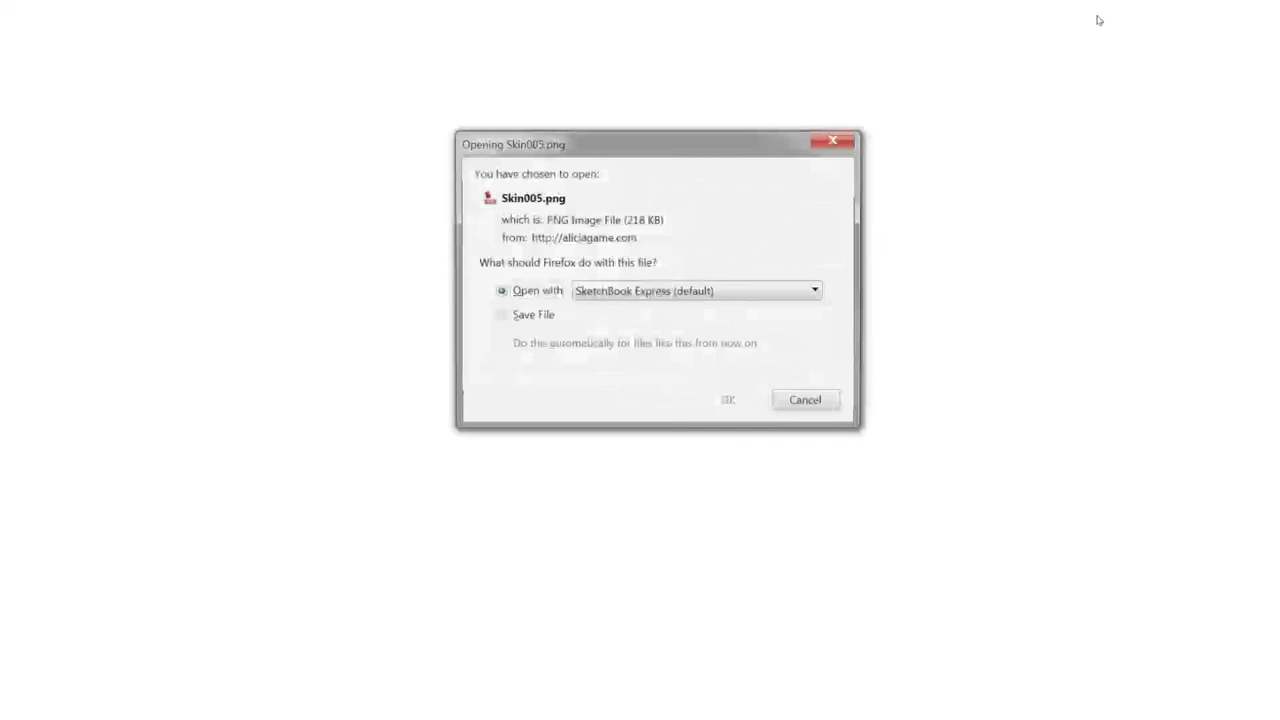 Opening Skin005.png
You have chosen to open:
Skin005.png
which is: PNG Image File (218 KB)
from: http://aliciagame.com
What should Firefox do with this file?
Open with SketchBook Express (default)
Save File
Do this automatically for files like this from now on
OK Cancel